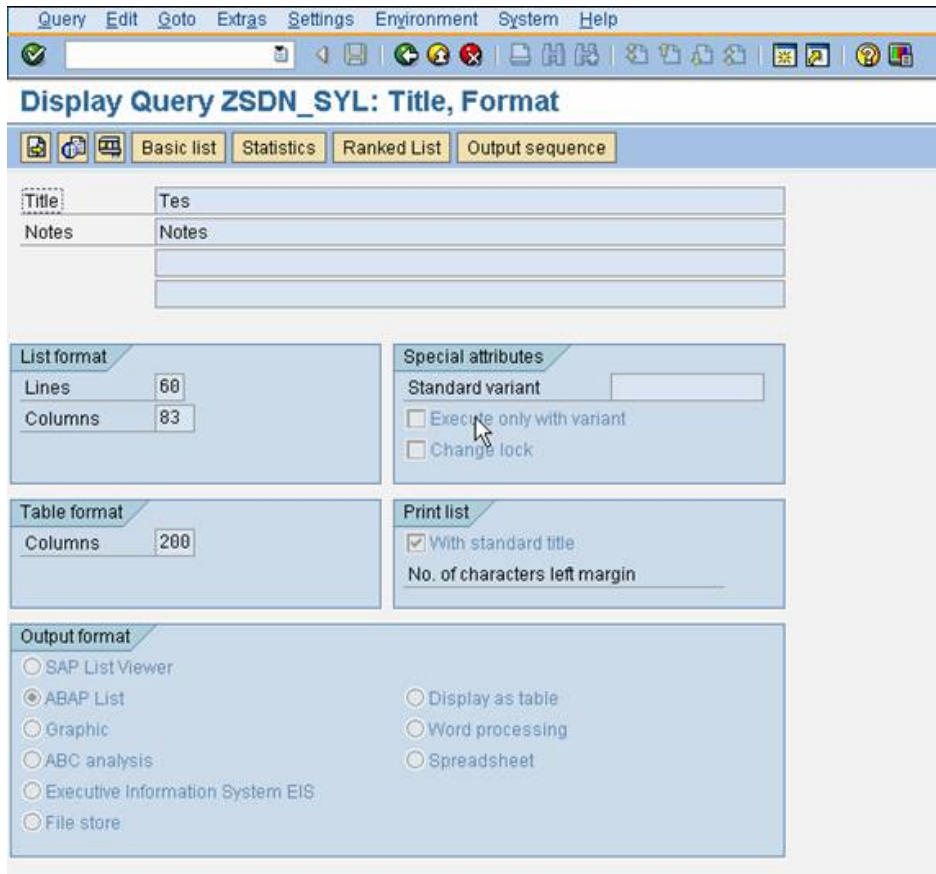 Query Edit Goto Extras Settings Environment System Help
Display Query ZSDN_SYL: Title, Format
Basic list Statistics Ranked List Output sequence
Title Tes
Notes Notes
List format
Lines 60
Columns 83
Special attributes
Standard variant
Execute only with variant
Change lock
Table format
Columns 200
Print list
With standard title
No. of characters left margin
Output format
SAP List Viewer
ABAP List Display as table
Graphic Word processing
ABC analysis Spreadsheet
Executive Information System EIS
File store